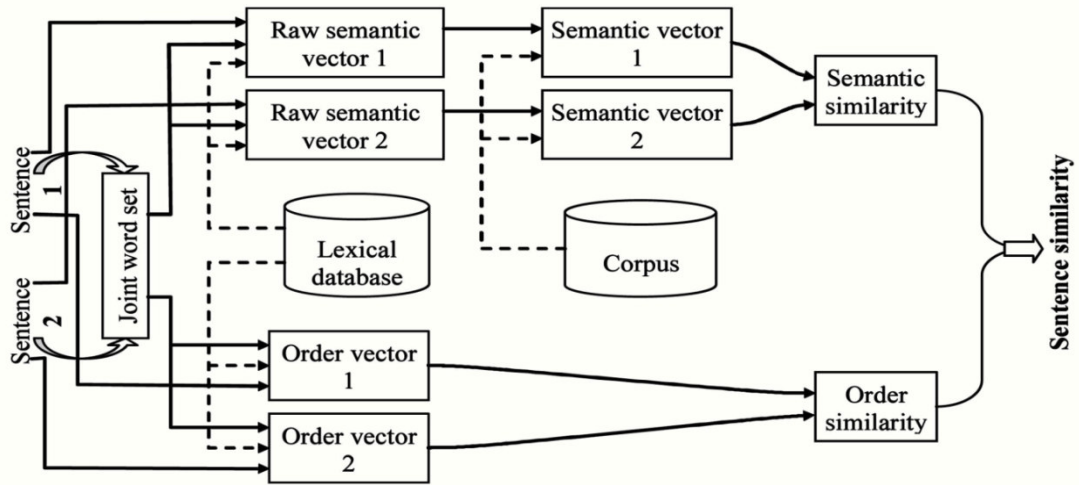 Raw semantic
vector 1
Semantic vector
1
Semantic
similarity
Raw semantic
vector 2
Semantic vector
2
Sentence
1
Joint word set
Lexical
database
Corpus
Sentence similarity
Sentence
2
Order vector
1
Order
similarity
Order vector
2